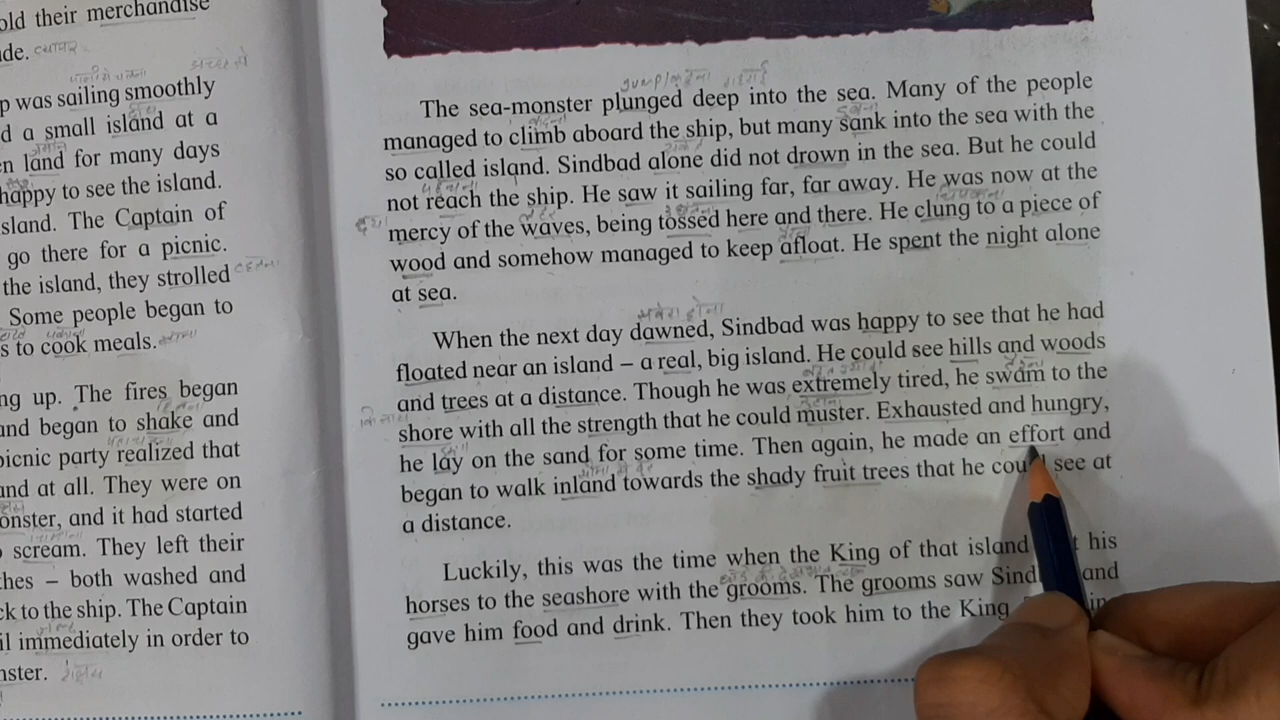 old their merchandise
ade. व्यापार
पानी में चलना
p was sailing smoothly
d a small island at a
en land for many days
happy to see the island.
sland. The Captain of
go there for a picnic.
the island, they strolled टहलना
Some people began to
पकाना
s to cook meals.
ng up. The fires began
and began to shake and
picnic party realized that
and at all. They were on
onster, and it had started
scream. They left their
hes – both washed and
ck to the ship. The Captain
il immediately in order to
nster. राक्षस
jump/कूदना गहराई
The sea-monster plunged deep into the sea. Many of the people
managed to climb aboard the ship, but many sank into the sea with the
so called island. Sindbad alone did not drown in the sea. But he could
not reach the ship. He saw it sailing far, far away. He was now at the
दया mercy of the waves, being tossed here and there. He clung to a piece of
wood and somehow managed to keep afloat. He spent the night alone
at sea.
सवेरा होना
When the next day dawned, Sindbad was happy to see that he had
floated near an island – a real, big island. He could see hills and woods
and trees at a distance. Though he was extremely tired, he swam to the
shore with all the strength that he could muster. Exhausted and hungry,
he lay on the sand for some time. Then again, he made an effort and
began to walk inland towards the shady fruit trees that he could see at
a distance.
Luckily, this was the time when the King of that island his
horses to the seashore with the grooms. The grooms saw Sind and
gave him food and drink. Then they took him to the King